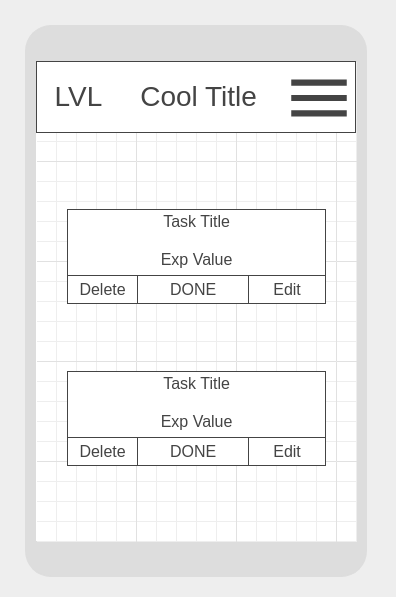 LVL Cool Title
Task Title
Exp Value
Delete DONE Edit
Task Title
Exp Value
Delete DONE Edit